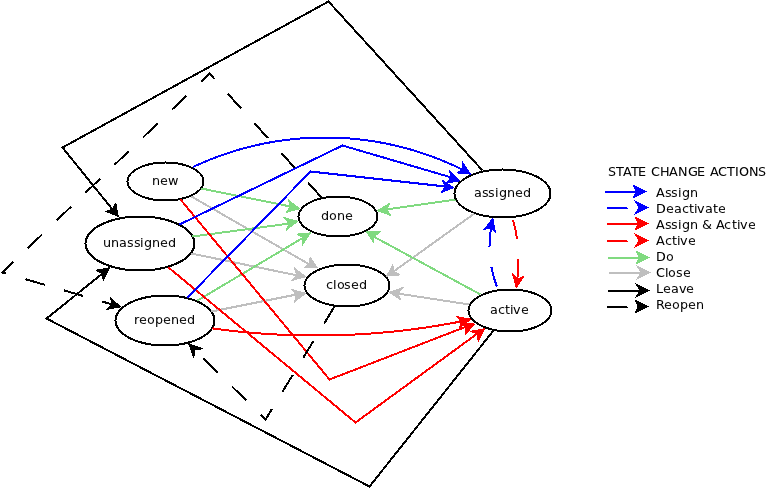 STATE CHANGE ACTIONS
new
assigned
Assign
Deactivate
done
Assign & Active
unassigned
Active
Do
closed
Close
Leave
reopened
active
Reopen